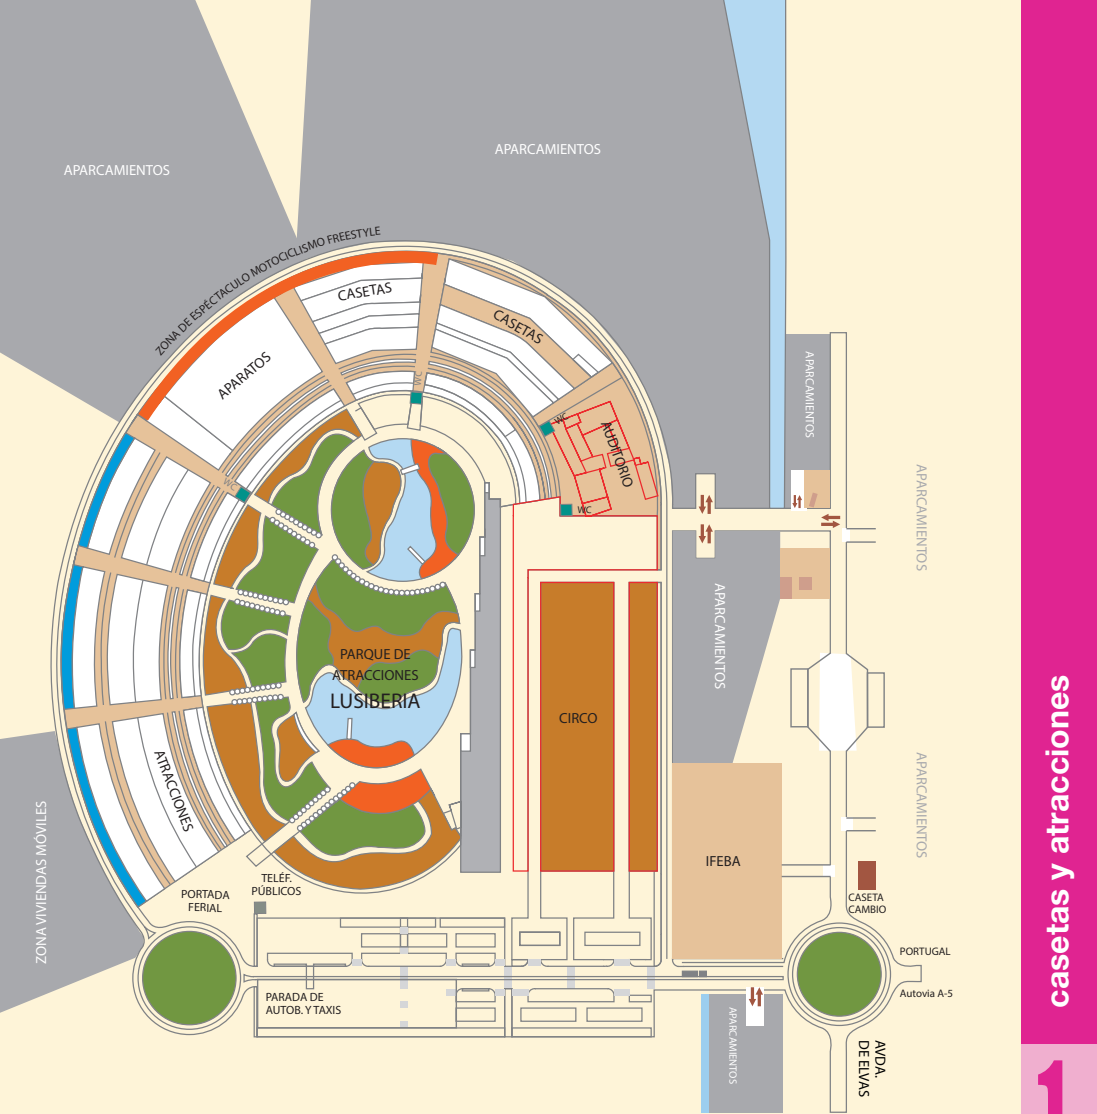 APARCAMIENTOS
APARCAMIENTOS
ZONA DE ESPÉCTACULO MOTOCICLISMO FREESTYLE
CASETAS
CASETAS
APARATOS
WC
WC
AUDITORIO
WC
WC
APARCAMIENTOS
APARCAMIENTOS
APARCAMIENTOS
PARQUE DE
ATRACCIONES
LUSIBERIA
CIRCO
ATRACCIONES
ZONA VIVIENDAS MÓVILES
APARCAMIENTOS
IFEBA
CASETA
CAMBIO
TELÉF.
PÚBLICOS
PORTADA
FERIAL
PORTUGAL
Autovia A-5
PARADA DE
AUTOB. Y TAXIS
APARCAMIENTOS
AVDA.
DE ELVAS
casetas y atracciones
1